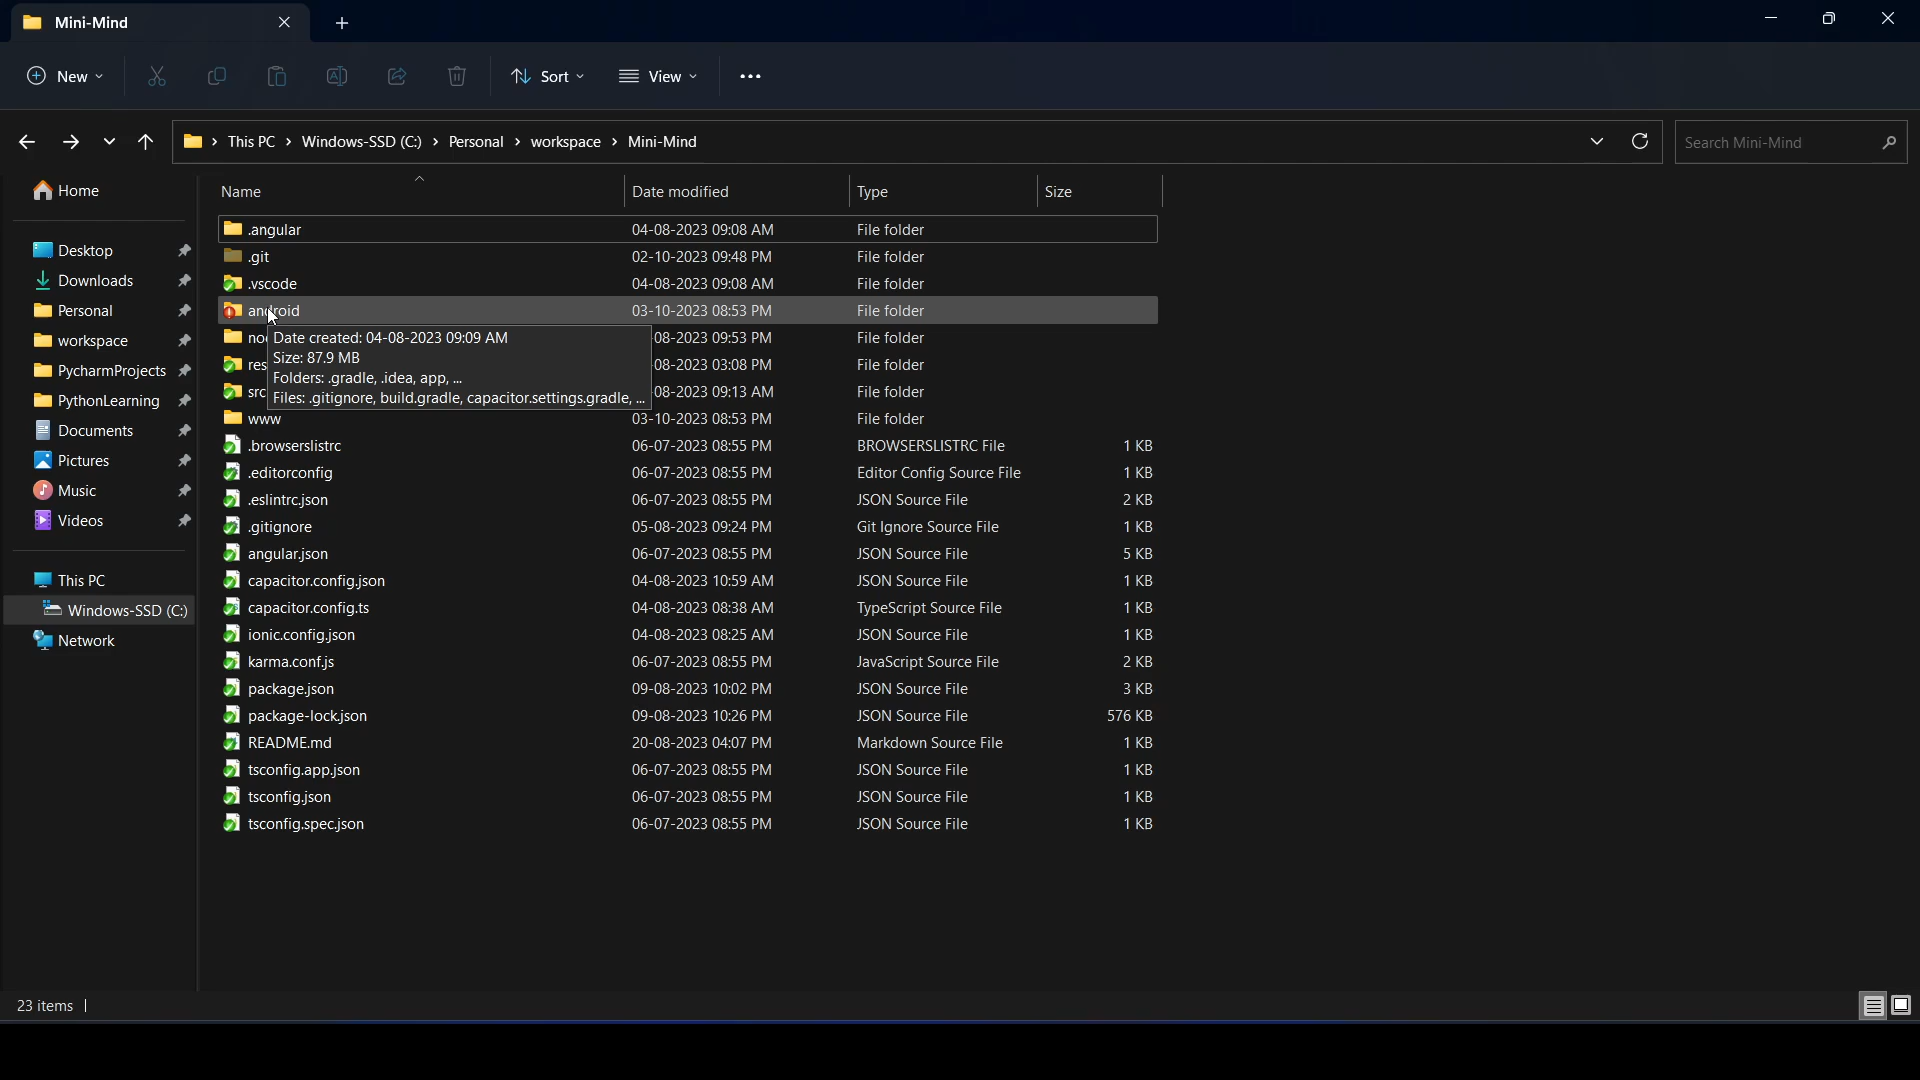 Mini-Mind
New
Sort
View
This PC > Windows-SSD (C:) > Personal > workspace > Mini-Mind
Search Mini-Mind
Home
Desktop
Downloads
Personal
workspace
PycharmProjects
PythonLearning
Documents
Pictures
Music
Videos
This PC
Windows-SSD (C:)
Network
Name Date modified Type Size
.angular 04-08-2023 09:08 AM File folder
.git 02-10-2023 09:48 PM File folder
.vscode 04-08-2023 09:08 AM File folder
android 03-10-2023 08:53 PM File folder
no -08-2023 09:53 PM File folder
res -08-2023 03:08 PM File folder
src -08-2023 09:13 AM File folder
Date created: 04-08-2023 09:09 AM
Size: 87.9 MB
Folders: .gradle, .idea, app, ...
Files: .gitignore, build.gradle, capacitor.settings.gradle, ...
www 03-10-2023 08:53 PM File folder
.browserslistrc 06-07-2023 08:55 PM BROWSERSLISTRC File 1 KB
.editorconfig 06-07-2023 08:55 PM Editor Config Source File 1 KB
.eslintrc.json 06-07-2023 08:55 PM JSON Source File 2 KB
.gitignore 05-08-2023 09:24 PM Git Ignore Source File 1 KB
angular.json 06-07-2023 08:55 PM JSON Source File 5 KB
capacitor.config.json 04-08-2023 10:59 AM JSON Source File 1 KB
capacitor.config.ts 04-08-2023 08:38 AM TypeScript Source File 1 KB
ionic.config.json 04-08-2023 08:25 AM JSON Source File 1 KB
karma.conf.js 06-07-2023 08:55 PM JavaScript Source File 2 KB
package.json 09-08-2023 10:02 PM JSON Source File 3 KB
package-lock.json 09-08-2023 10:26 PM JSON Source File 576 KB
README.md 20-08-2023 04:07 PM Markdown Source File 1 KB
tsconfig.app.json 06-07-2023 08:55 PM JSON Source File 1 KB
tsconfig.json 06-07-2023 08:55 PM JSON Source File 1 KB
tsconfig.spec.json 06-07-2023 08:55 PM JSON Source File 1 KB
23 items